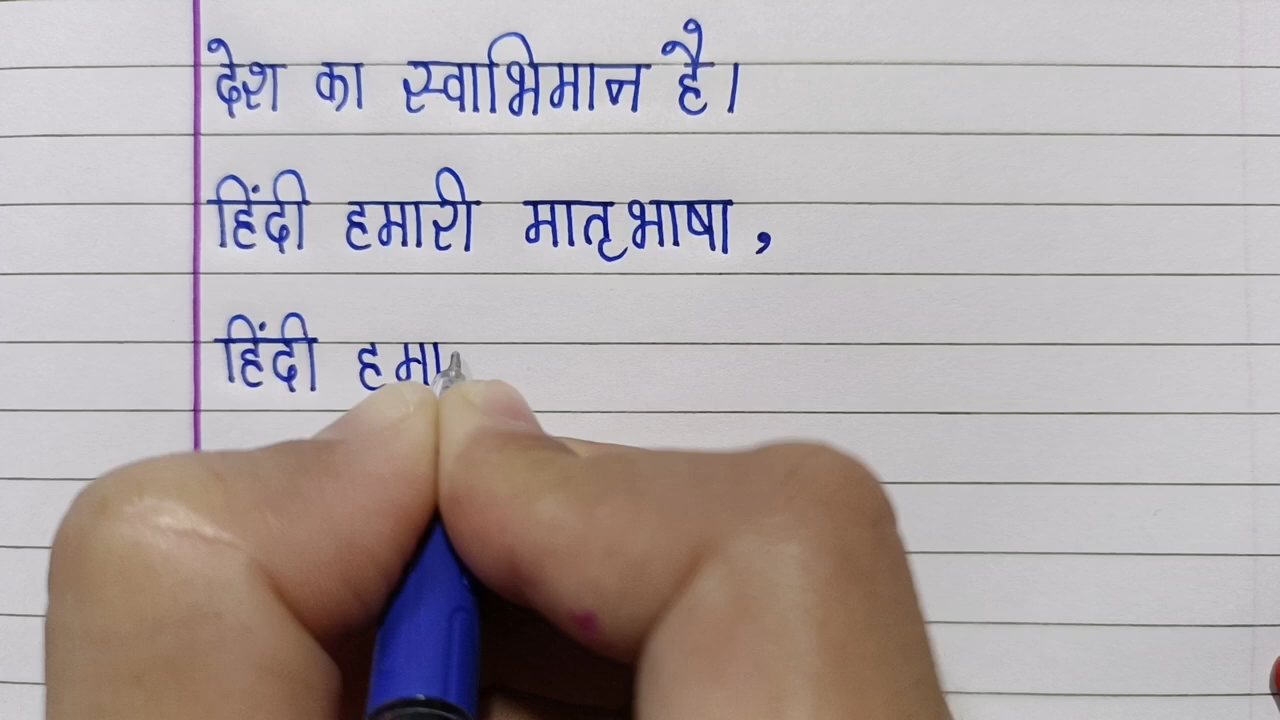 देश का स्वाभिमान है।
हिंदी हमारी मातृभाषा,
हिंदी हमा